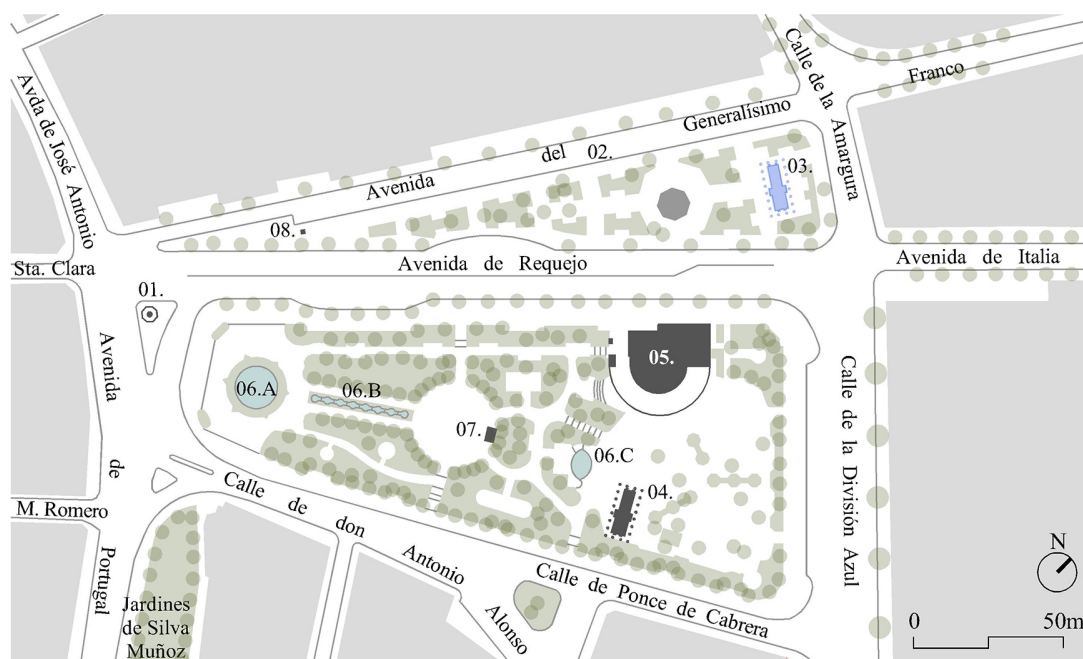 Calle de la Amargura
Franco
Generalísimo
del 02.
Avenida
03.
Avda de José Antonio
08.
Avenida de Requejo
Avenida de Italia
Sta. Clara
01.
05.
Avenida
de
Portugal
06.A
06.B
07.
06.C
04.
Calle de la División Azul
M. Romero
Calle de don
Antonio
Alonso
Calle de Ponce de Cabrera
Jardines
de Silva
Muñoz
N
0 50m